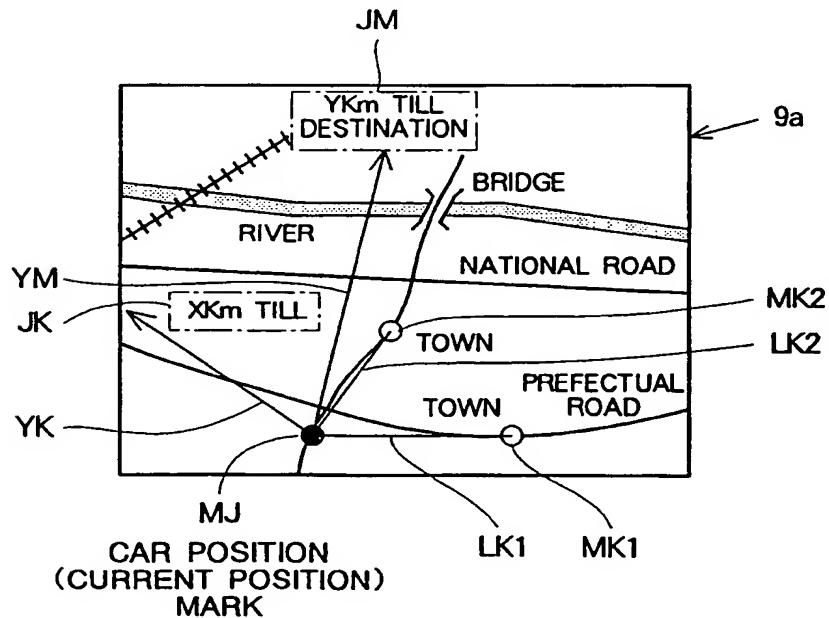 JM
YKm TILL
DESTINATION
9a
BRIDGE
RIVER
YM
NATIONAL ROAD
JK
XKm TILL
MK2
TOWN
LK2
PREFECTUAL
ROAD
TOWN
YK
MJ
LK1
MK1
CAR POSITION
(CURRENT POSITION)
MARK